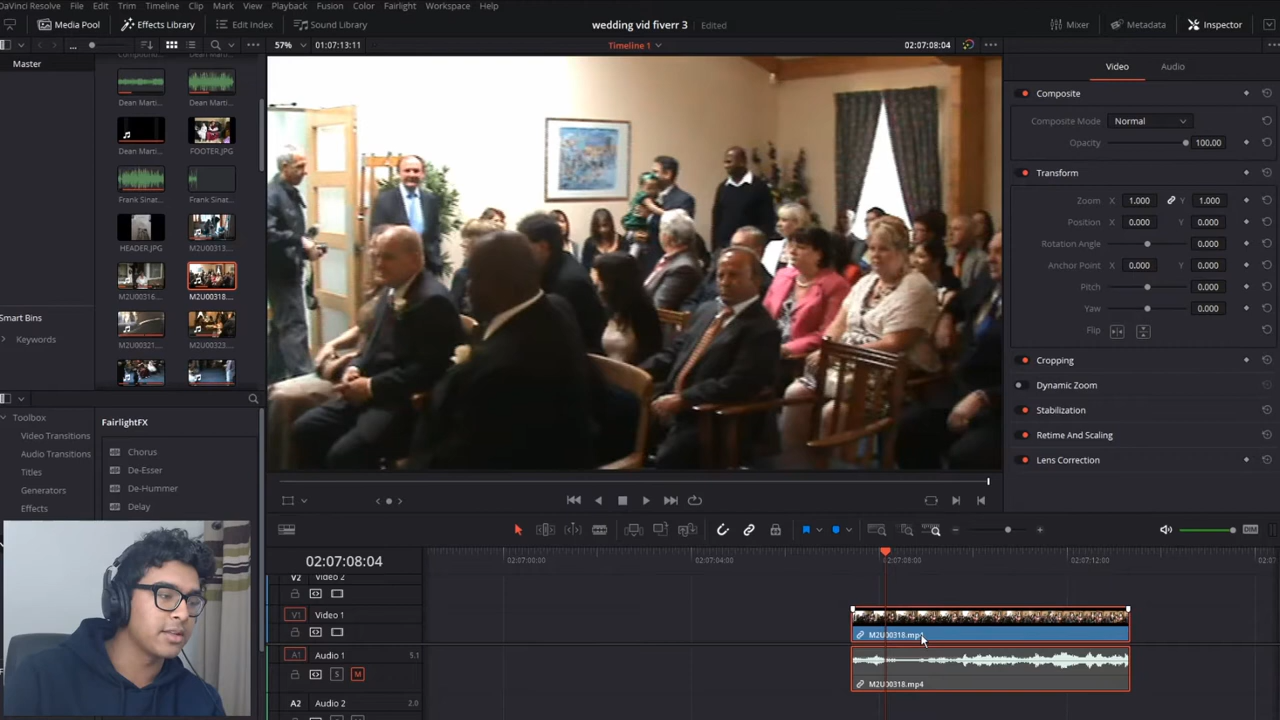 DaVinci Resolve File Edit Trim Timeline Clip Mark View Playback Fusion Color Fairlight Workspace Help
Media Pool Effects Library Edit Index Sound Library wedding vid fiverr 3 Edited Mixer Metadata Inspector
... 57% 01:07:13:11 Timeline 1 02:07:08:04 ...
Master
Video Audio
Composite
Composite Mode Normal
Opacity 100.00
Transform
Zoom X 1.000 Y 1.000
Position X 0.000 Y 0.000
Rotation Angle 0.000
Anchor Point X 0.000 Y 0.000
Pitch 0.000
Yaw 0.000
Flip
Cropping
Dynamic Zoom
Stabilization
Retime And Scaling
Lens Correction
Dean Marti... Dean Marti...
Dean Marti... FOOTER.JPG
Frank Sinat... Frank Sinat...
HEADER.JPG M2U00313...
M2U00316... M2U00318...
M2U00321... M2U00323...
Smart Bins
Keywords
Toolbox
Video Transitions
Audio Transitions
Titles
Generators
Effects
FairlightFX
Chorus
De-Esser
De-Hummer
Delay
DIM
02:07:08:04 02:07:00:00 02:07:04:00 02:07:08:00 02:07:12:00
V2 Video 2
V1 Video 1
M2U00318.mp4
A1 Audio 1 5.1
S M
M2U00318.mp4
A2 Audio 2 2.0